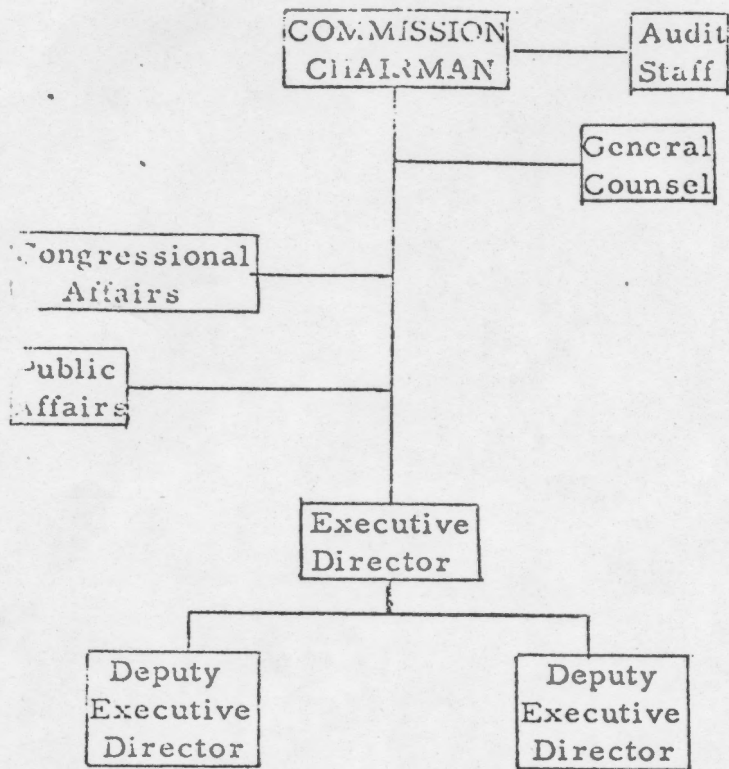 COMMISSION
CHAIRMAN
Audit
Staff
General
Counsel
Congressional
Affairs
Public
Affairs
Executive
Director
Deputy
Executive
Director
Deputy
Executive
Director